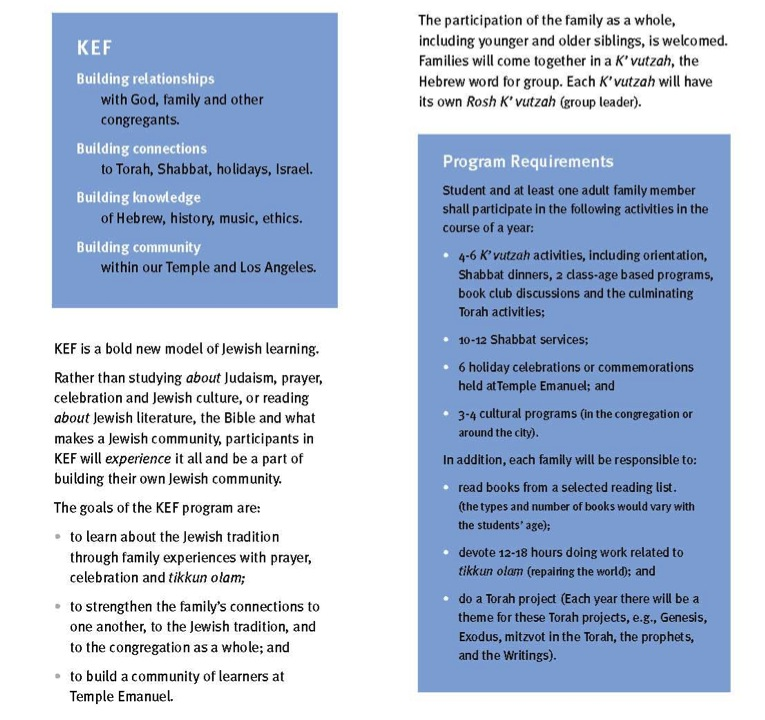 KEF
Building relationships
with God, family and other
congregants.
Building connections
to Torah, Shabbat, holidays, Israel.
Building knowledge
of Hebrew, history, music, ethics.
Building community
within our Temple and Los Angeles.
KEF is a bold new model of Jewish learning.
Rather than studying about Judaism, prayer,
celebration and Jewish culture, or reading
about Jewish literature, the Bible and what
makes a Jewish community, participants in
KEF will experience it all and be a part of
building their own Jewish community.
The goals of the KEF program are:
• to learn about the Jewish tradition
through family experiences with prayer,
celebration and tikkun olam;
• to strengthen the family's connections to
one another, to the Jewish tradition, and
to the congregation as a whole; and
• to build a community of learners at
Temple Emanuel.
The participation of the family as a whole,
including younger and older siblings, is welcomed.
Families will come together in a K' vutzah, the
Hebrew word for group. Each K' vutzah will have
its own Rosh K' vutzah (group leader).
Program Requirements
Student and at least one adult family member
shall participate in the following activities in the
course of a year:
• 4-6 K' vutzah activities, including orientation,
Shabbat dinners, 2 class-age based programs,
book club discussions and the culminating
Torah activities;
• 10-12 Shabbat services;
• 6 holiday celebrations or commemorations
held atTemple Emanuel; and
• 3-4 cultural programs (in the congregation or
around the city).
In addition, each family will be responsible to:
• read books from a selected reading list.
(the types and number of books would vary with
the students' age);
• devote 12-18 hours doing work related to
tikkun olam (repairing the world); and
• do a Torah project (Each year there will be a
theme for these Torah projects, e.g., Genesis,
Exodus, mitzvot in the Torah, the prophets,
and the Writings).